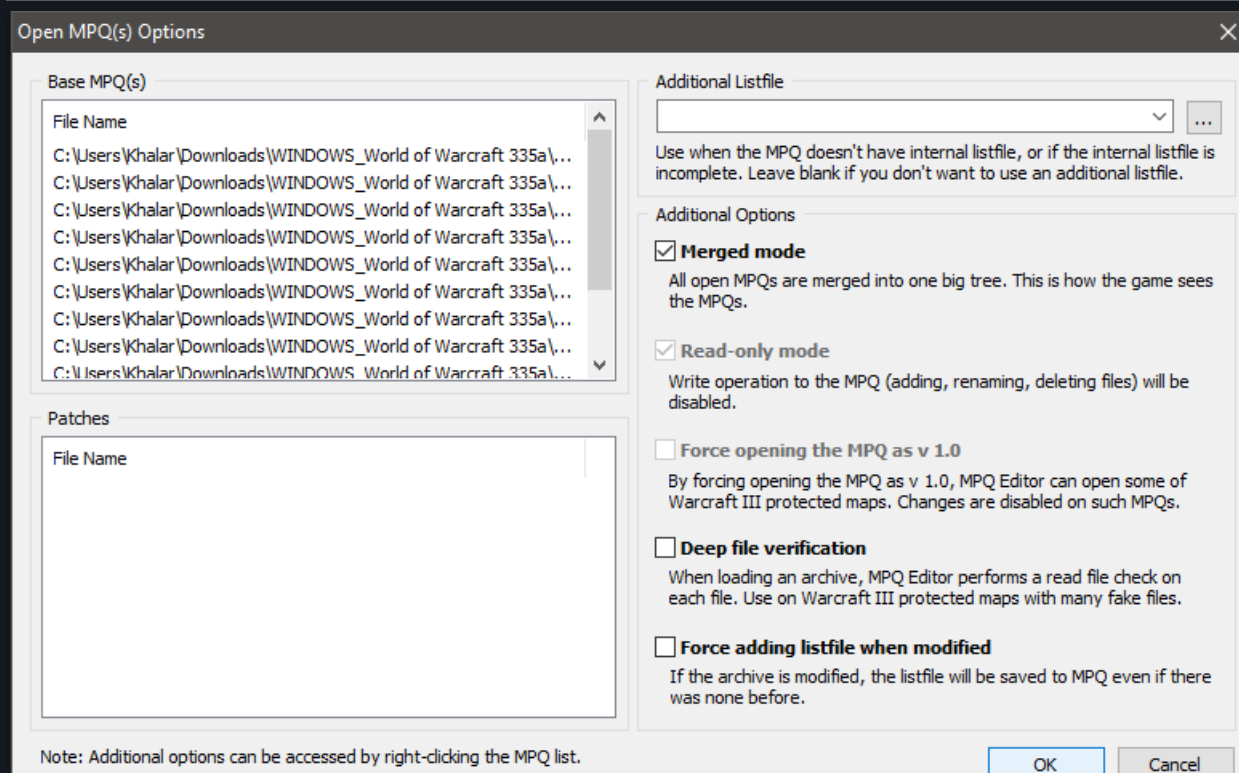 Open MPQ(s) Options
Base MPQ(s)
File Name
C:\Users\Khalar\Downloads\WINDOWS_World of Warcraft 335a\...
C:\Users\Khalar\Downloads\WINDOWS_World of Warcraft 335a\...
C:\Users\Khalar\Downloads\WINDOWS_World of Warcraft 335a\...
C:\Users\Khalar\Downloads\WINDOWS_World of Warcraft 335a\...
C:\Users\Khalar\Downloads\WINDOWS_World of Warcraft 335a\...
C:\Users\Khalar\Downloads\WINDOWS_World of Warcraft 335a\...
C:\Users\Khalar\Downloads\WINDOWS_World of Warcraft 335a\...
C:\Users\Khalar\Downloads\WINDOWS_World of Warcraft 335a\...
C:\Users\Khalar\Downloads\WINDOWS_World of Warcraft 335a\...
Patches
File Name
Note: Additional options can be accessed by right-clicking the MPQ list.
Additional Listfile
...
Use when the MPQ doesn't have internal listfile, or if the internal listfile is
incomplete. Leave blank if you don't want to use an additional listfile.
Additional Options
Merged mode
All open MPQs are merged into one big tree. This is how the game sees
the MPQs.
Read-only mode
Write operation to the MPQ (adding, renaming, deleting files) will be
disabled.
Force opening the MPQ as v 1.0
By forcing opening the MPQ as v 1.0, MPQ Editor can open some of
Warcraft III protected maps. Changes are disabled on such MPQs.
Deep file verification
When loading an archive, MPQ Editor performs a read file check on
each file. Use on Warcraft III protected maps with many fake files.
Force adding listfile when modified
If the archive is modified, the listfile will be saved to MPQ even if there
was none before.
OK
Cancel